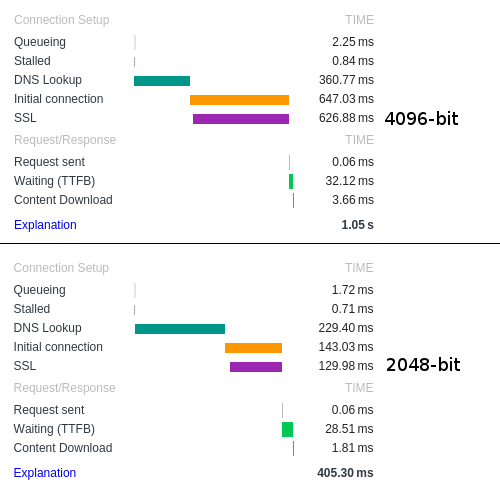 Connection Setup TIME
Queueing 2.25 ms
Stalled 0.84 ms
DNS Lookup 360.77 ms
Initial connection 647.03 ms
SSL 626.88 ms 4096-bit
Request/Response TIME
Request sent 0.06 ms
Waiting (TTFB) 32.12 ms
Content Download 3.66 ms
Explanation 1.05 s
Connection Setup TIME
Queueing 1.72 ms
Stalled 0.71 ms
DNS Lookup 229.40 ms
Initial connection 143.03 ms
SSL 129.98 ms 2048-bit
Request/Response TIME
Request sent 0.06 ms
Waiting (TTFB) 28.51 ms
Content Download 1.81 ms
Explanation 405.30 ms